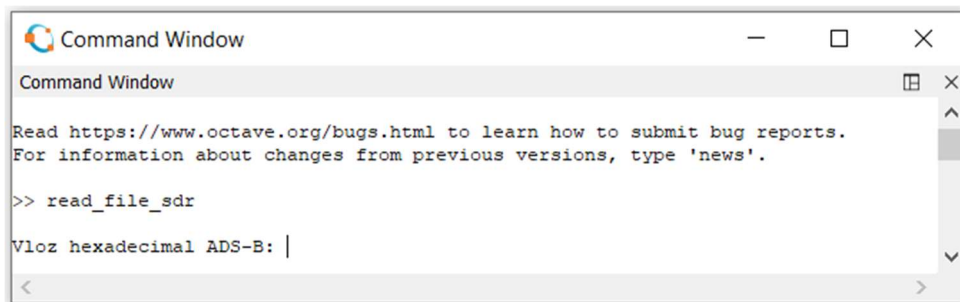 Command Window
Command Window
Read https://www.octave.org/bugs.html to learn how to submit bug reports.
For information about changes from previous versions, type 'news'.
>> read_file_sdr
Vloz hexadecimal ADS-B: